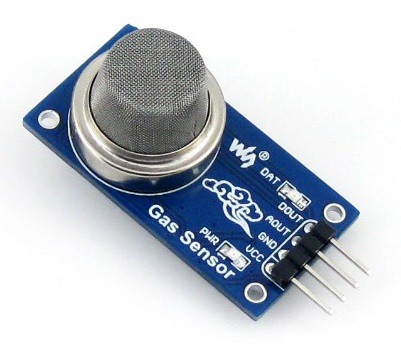 W ®
DAT
DOUT
AOUT
GND
VCC
PWR
Gas Sensor